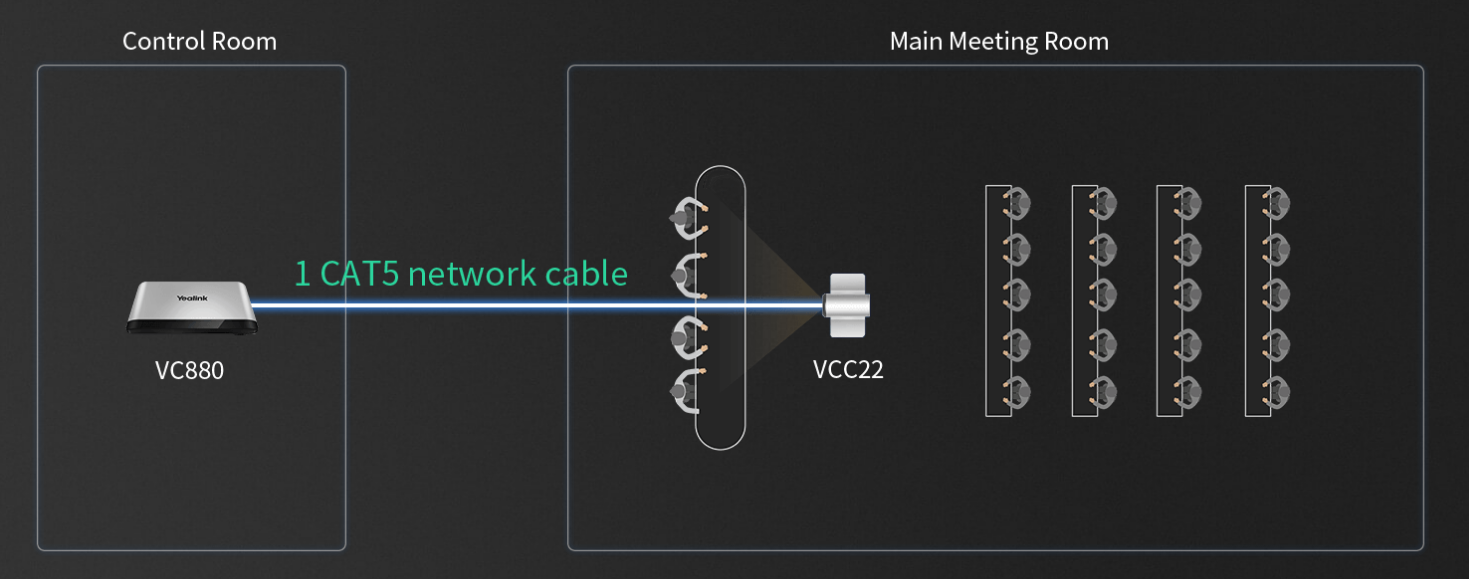 Control Room
Main Meeting Room
1 CAT5 network cable
Yealink
VC880
VCC22